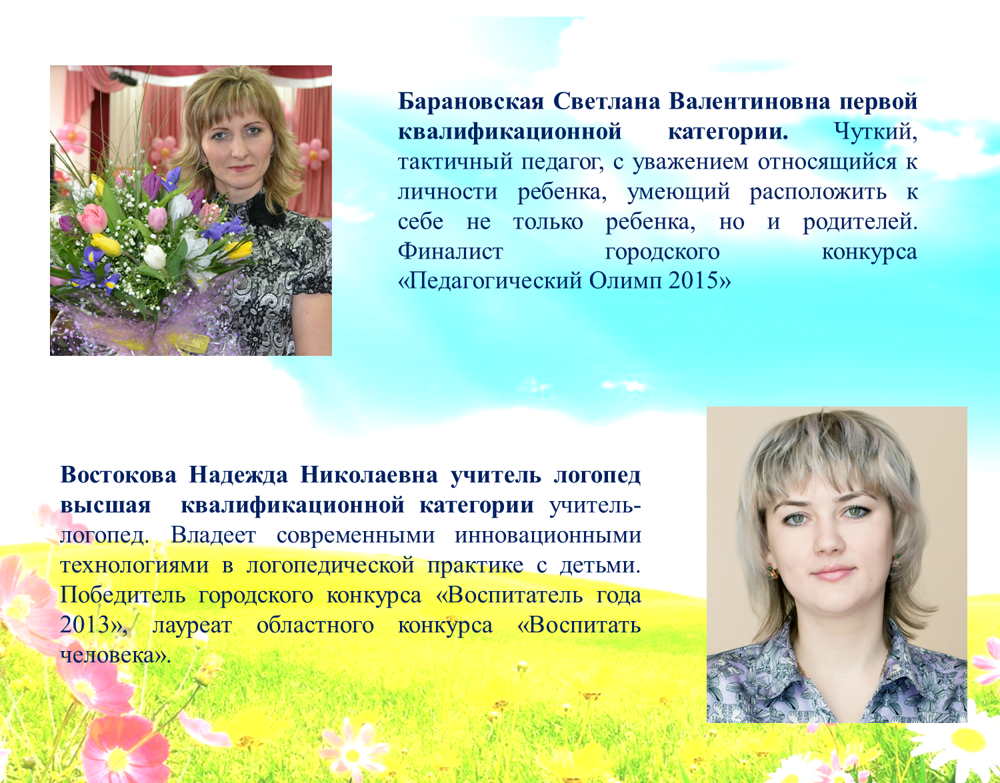 Барановская Светлана Валентиновна первой
квалификационной категории. Чуткий,
тактичный педагог, с уважением относящийся к
личности ребенка, умеющий расположить к
себе не только ребенка, но и родителей.
Финалист городского конкурса
«Педагогический Олимп 2015»
Востокова Надежда Николаевна учитель логопед
высшая квалификационной категории учитель-
логопед. Владеет современными инновационными
технологиями в логопедической практике с детьми.
Победитель городского конкурса «Воспитатель года
2013», лауреат областного конкурса «Воспитать
человека».